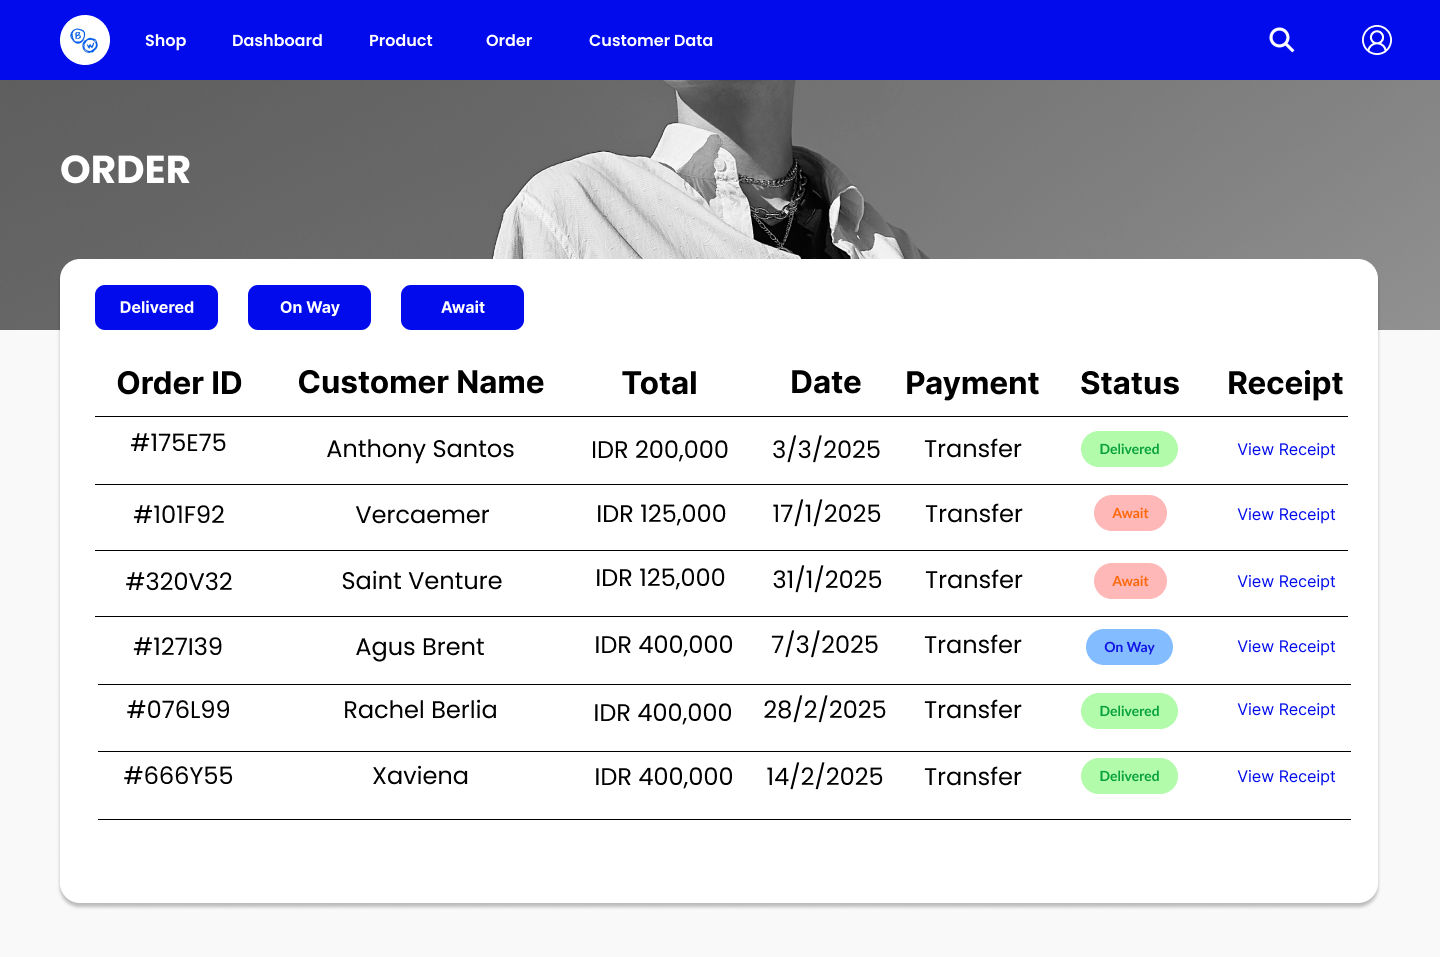 B W Shop Dashboard Product Order Customer Data
ORDER
Delivered On Way Await
Order ID Customer Name Total Date Payment Status Receipt
#175E75 Anthony Santos IDR 200,000 3/3/2025 Transfer Delivered View Receipt
#101F92 Vercaemer IDR 125,000 17/1/2025 Transfer Await View Receipt
#320V32 Saint Venture IDR 125,000 31/1/2025 Transfer Await View Receipt
#127I39 Agus Brent IDR 400,000 7/3/2025 Transfer On Way View Receipt
#076L99 Rachel Berlia IDR 400,000 28/2/2025 Transfer Delivered View Receipt
#666Y55 Xaviena IDR 400,000 14/2/2025 Transfer Delivered View Receipt